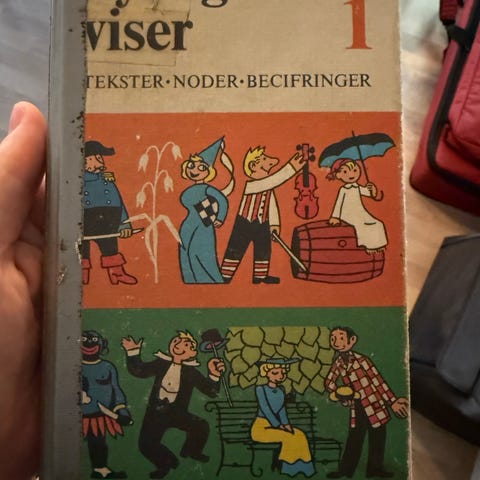 viser 1
TEKSTER·NODER·BECIFRINGER